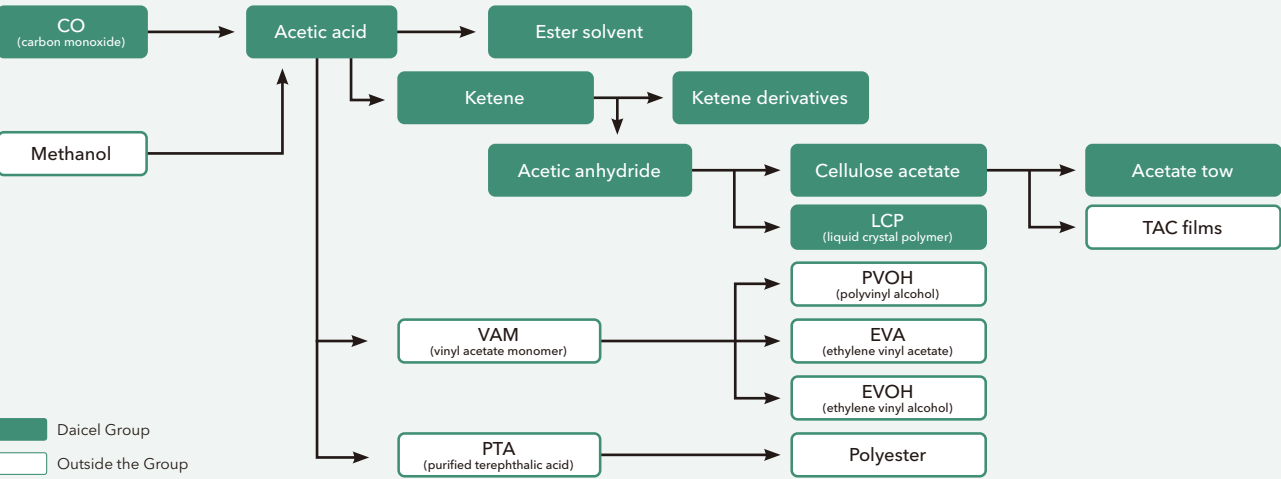 CO
(carbon monoxide)
Acetic acid
Ester solvent
Ketene
Ketene derivatives
Methanol
Acetic anhydride
Cellulose acetate
Acetate tow
LCP
(liquid crystal polymer)
TAC films
PVOH
(polyvinyl alcohol)
VAM
(vinyl acetate monomer)
EVA
(ethylene vinyl acetate)
EVOH
(ethylene vinyl alcohol)
PTA
(purified terephthalic acid)
Polyester
Daicel Group
Outside the Group